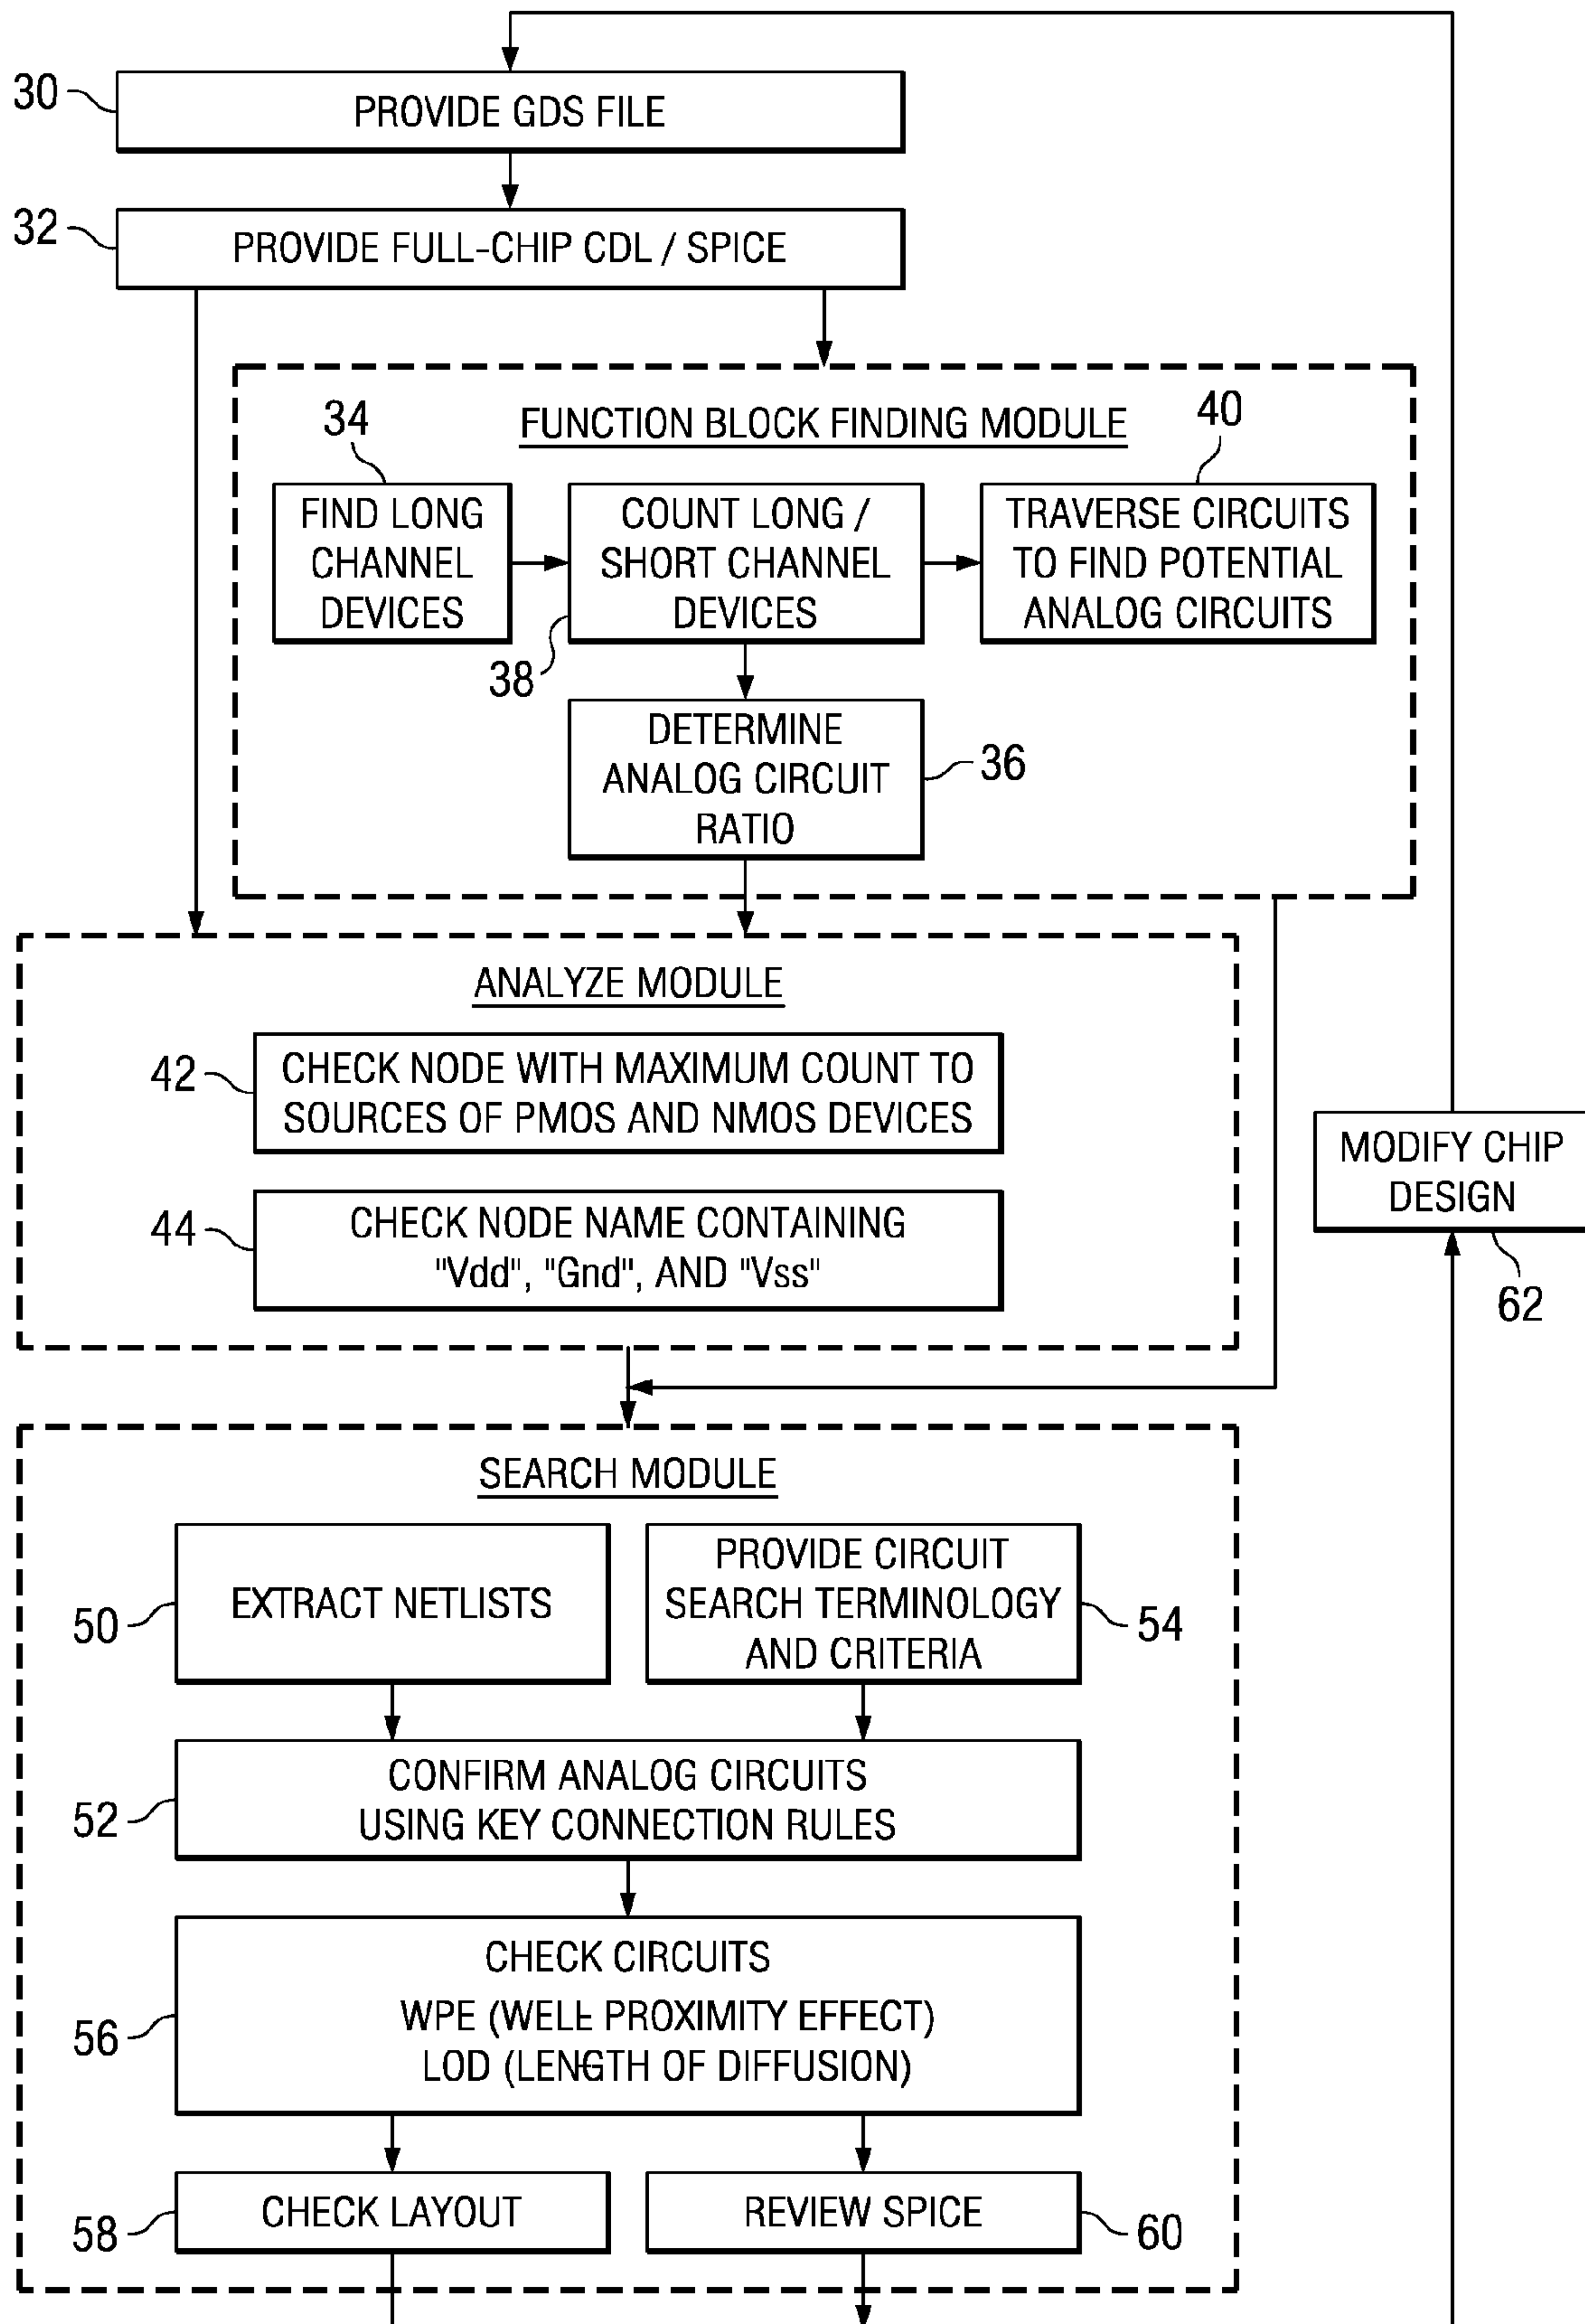 30
PROVIDE GDS FILE
32
PROVIDE FULL-CHIP CDL / SPICE
FUNCTION BLOCK FINDING MODULE
34
40
FIND LONG
CHANNEL
DEVICES
COUNT LONG /
SHORT CHANNEL
DEVICES
TRAVERSE CIRCUITS
TO FIND POTENTIAL
ANALOG CIRCUITS
38
DETERMINE
ANALOG CIRCUIT
RATIO
36
ANALYZE MODULE
42
CHECK NODE WITH MAXIMUM COUNT TO
SOURCES OF PMOS AND NMOS DEVICES
44
CHECK NODE NAME CONTAINING
"Vdd", "Gnd", AND "Vss"
MODIFY CHIP
DESIGN
62
SEARCH MODULE
50
EXTRACT NETLISTS
PROVIDE CIRCUIT
SEARCH TERMINOLOGY
AND CRITERIA
54
52
CONFIRM ANALOG CIRCUITS
USING KEY CONNECTION RULES
56
CHECK CIRCUITS
WPE (WELL PROXIMITY EFFECT)
LOD (LENGTH OF DIFFUSION)
58
CHECK LAYOUT
REVIEW SPICE
60